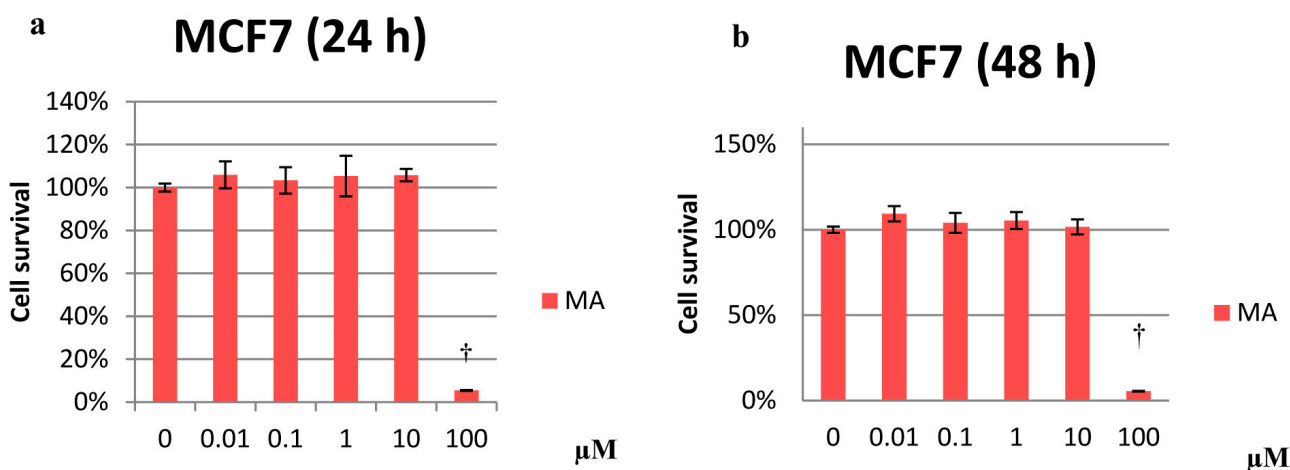 a
MCF7 (24 h)
140%
120%
100%
80%
60%
40%
20%
0%
Cell survival
†
0 0.01 0.1 1 10 100
µM
MA
b
MCF7 (48 h)
150%
100%
50%
0%
Cell survival
†
0 0.01 0.1 1 10 100
µM
MA